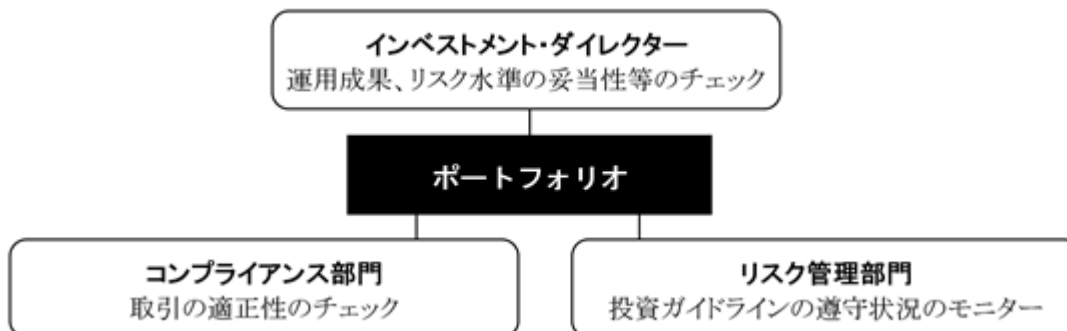 インベストメント・ダイレクター
運用成果、リスク水準の妥当性等のチェック
ポートフォリオ
コンプライアンス部門
取引の適正性のチェック
リスク管理部門
投資ガイドラインの遵守状況のモニター